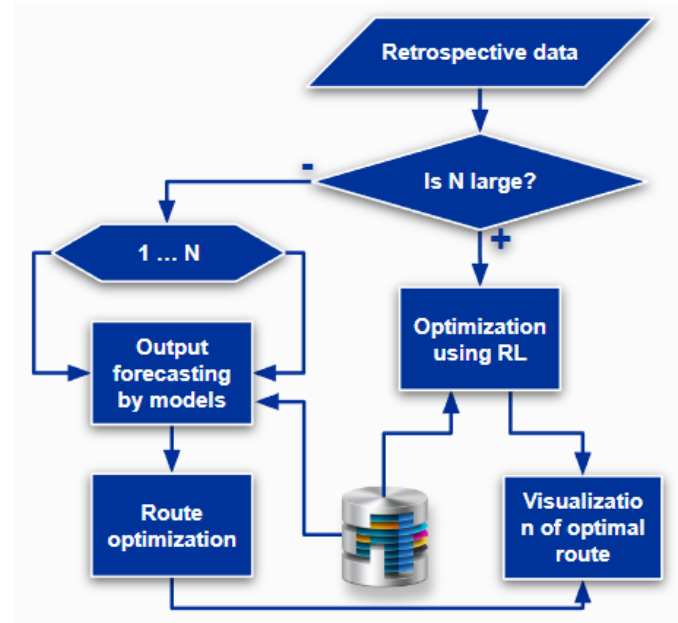 Retrospective data
Is N large?
-
+
1 ... N
Optimization
using RL
Output
forecasting
by models
Route
optimization
Visualizatio
n of optimal
route